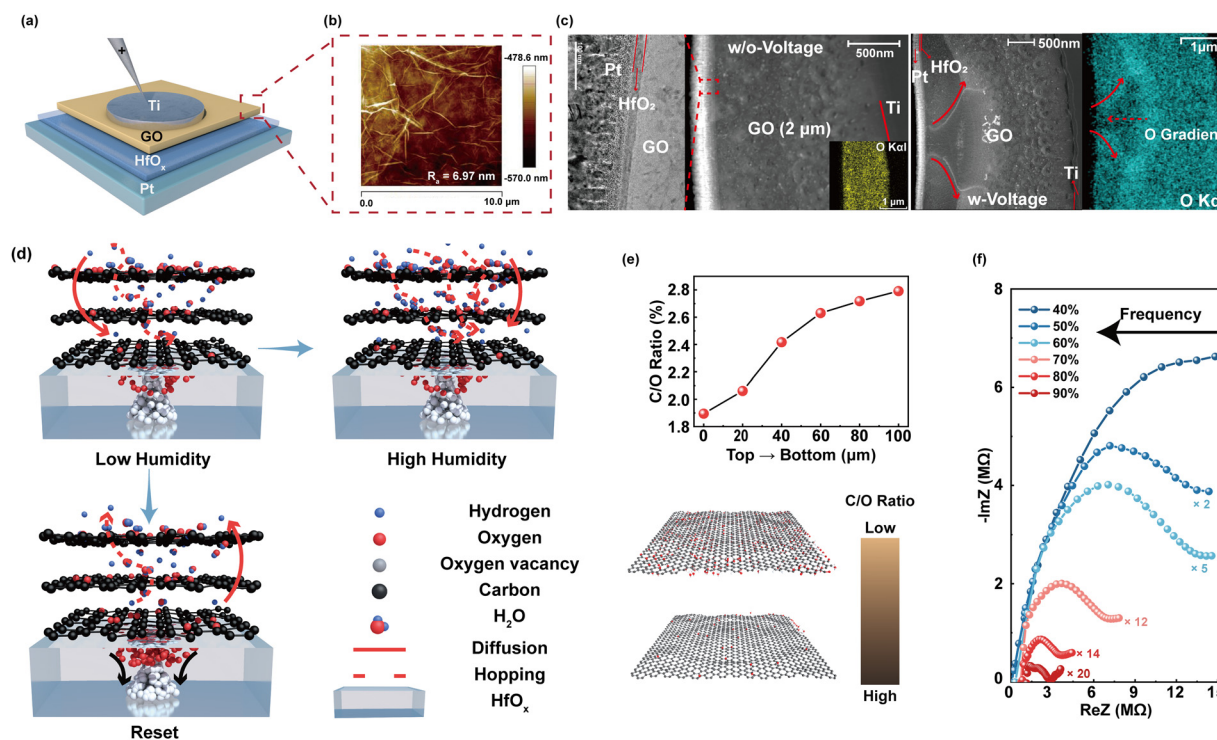 (a)
+
Ti
GO
HfOₓ
Pt
(b)
-478.6 nm
Rₐ = 6.97 nm
-570.0 nm
0.0
10.0
μm
(c)
Pt
HfO₂
GO
w/o-Voltage
500nm
GO (2 μm)
Ti
O Kαl
1 μm
500nm
HfO₂
Pt
GO
Ti
w-Voltage
1μm
O Gradien
O Kα
(d)
Low Humidity
High Humidity
Reset
Hydrogen
Oxygen
Oxygen vacancy
Carbon
H₂O
Diffusion
Hopping
HfOₓ
(e)
C/O Ratio (%)
2.8
2.6
2.4
2.2
2.0
1.8
0 20 40 60 80 100
Top → Bottom (μm)
C/O Ratio
Low
High
(f)
-ImZ (MΩ)
8
6
4
2
0
40%
50%
60%
70%
80%
90%
Frequency
× 2
× 5
× 12
× 14
× 20
0 3 6 9 12 15
ReZ (MΩ)